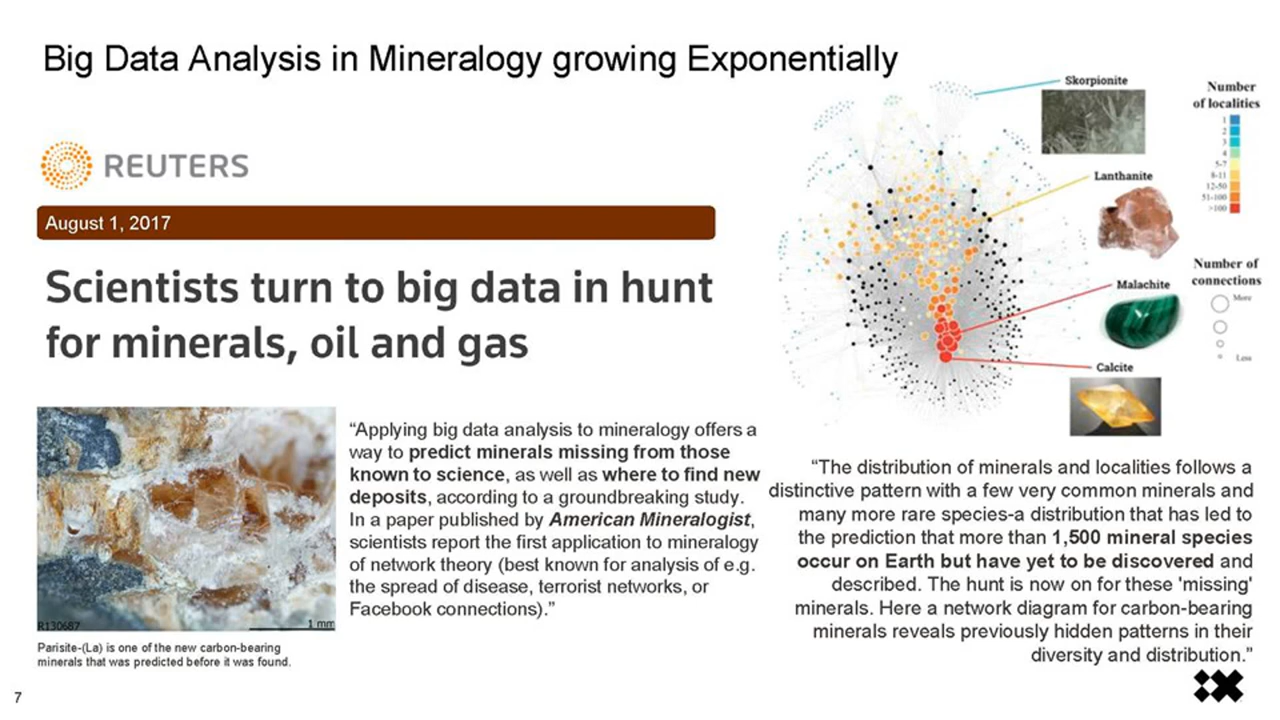 Big Data Analysis in Mineralogy growing Exponentially
REUTERS
August 1, 2017
Scientists turn to big data in hunt
for minerals, oil and gas
R130687
1 mm
Parisite-(La) is one of the new carbon-bearing
minerals that was predicted before it was found.
“Applying big data analysis to mineralogy offers a
way to predict minerals missing from those
known to science, as well as where to find new
deposits, according to a groundbreaking study.
In a paper published by American Mineralogist,
scientists report the first application to mineralogy
of network theory (best known for analysis of e.g.
the spread of disease, terrorist networks, or
Facebook connections).”
Skorpionite
Lanthanite
Malachite
Calcite
Number
of localities
1
2
3
4
5-7
8-11
12-50
51-100
>100
Number of
connections
More
Less
“The distribution of minerals and localities follows a
distinctive pattern with a few very common minerals and
many more rare species-a distribution that has led to
the prediction that more than 1,500 mineral species
occur on Earth but have yet to be discovered and
described. The hunt is now on for these 'missing'
minerals. Here a network diagram for carbon-bearing
minerals reveals previously hidden patterns in their
diversity and distribution.”
7